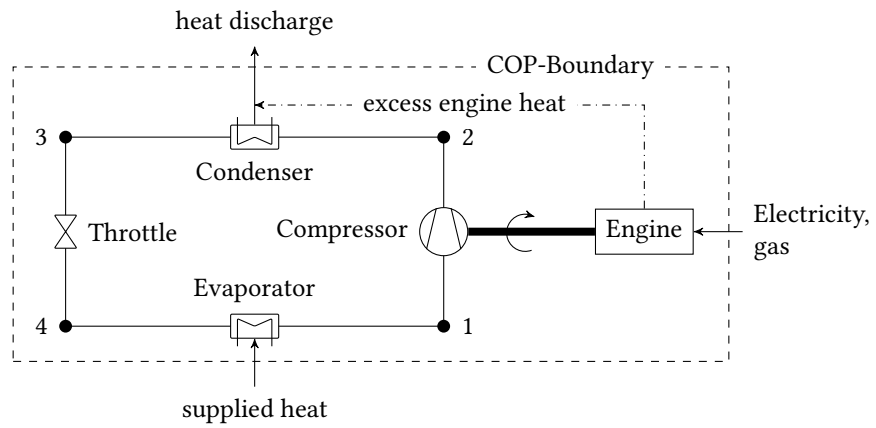 heat discharge
COP-Boundary
excess engine heat
3
2
Condenser
Throttle
Compressor
Engine
Electricity,
gas
Evaporator
4
1
supplied heat